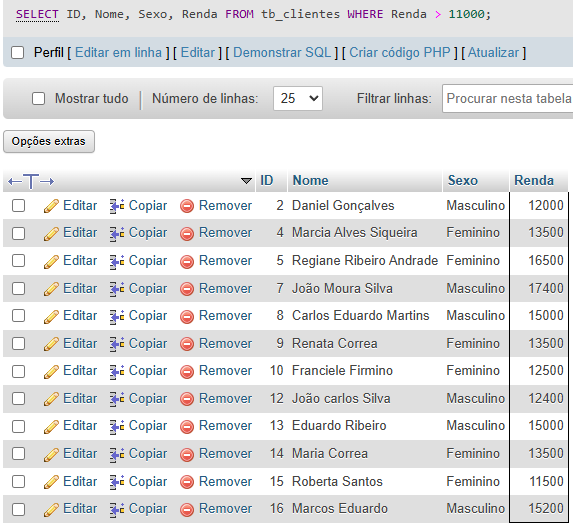 SELECT ID, Nome, Sexo, Renda FROM tb_clientes WHERE Renda > 11000;
Perfil [ Editar em linha ] [ Editar ] [ Demonstrar SQL ] [ Criar código PHP ] [ Atualizar ]
Mostrar tudo Número de linhas: 25 Filtrar linhas: Procurar nesta tabela
Opções extras
ID Nome Sexo Renda
Editar Copiar Remover 2 Daniel Gonçalves Masculino 12000
Editar Copiar Remover 4 Marcia Alves Siqueira Feminino 13500
Editar Copiar Remover 5 Regiane Ribeiro Andrade Feminino 16500
Editar Copiar Remover 7 João Moura Silva Masculino 17400
Editar Copiar Remover 8 Carlos Eduardo Martins Masculino 15000
Editar Copiar Remover 9 Renata Correa Feminino 13500
Editar Copiar Remover 10 Franciele Firmino Feminino 12500
Editar Copiar Remover 12 João carlos Silva Masculino 12400
Editar Copiar Remover 13 Eduardo Ribeiro Masculino 15000
Editar Copiar Remover 14 Maria Correa Feminino 13500
Editar Copiar Remover 15 Roberta Santos Feminino 11500
Editar Copiar Remover 16 Marcos Eduardo Masculino 15200